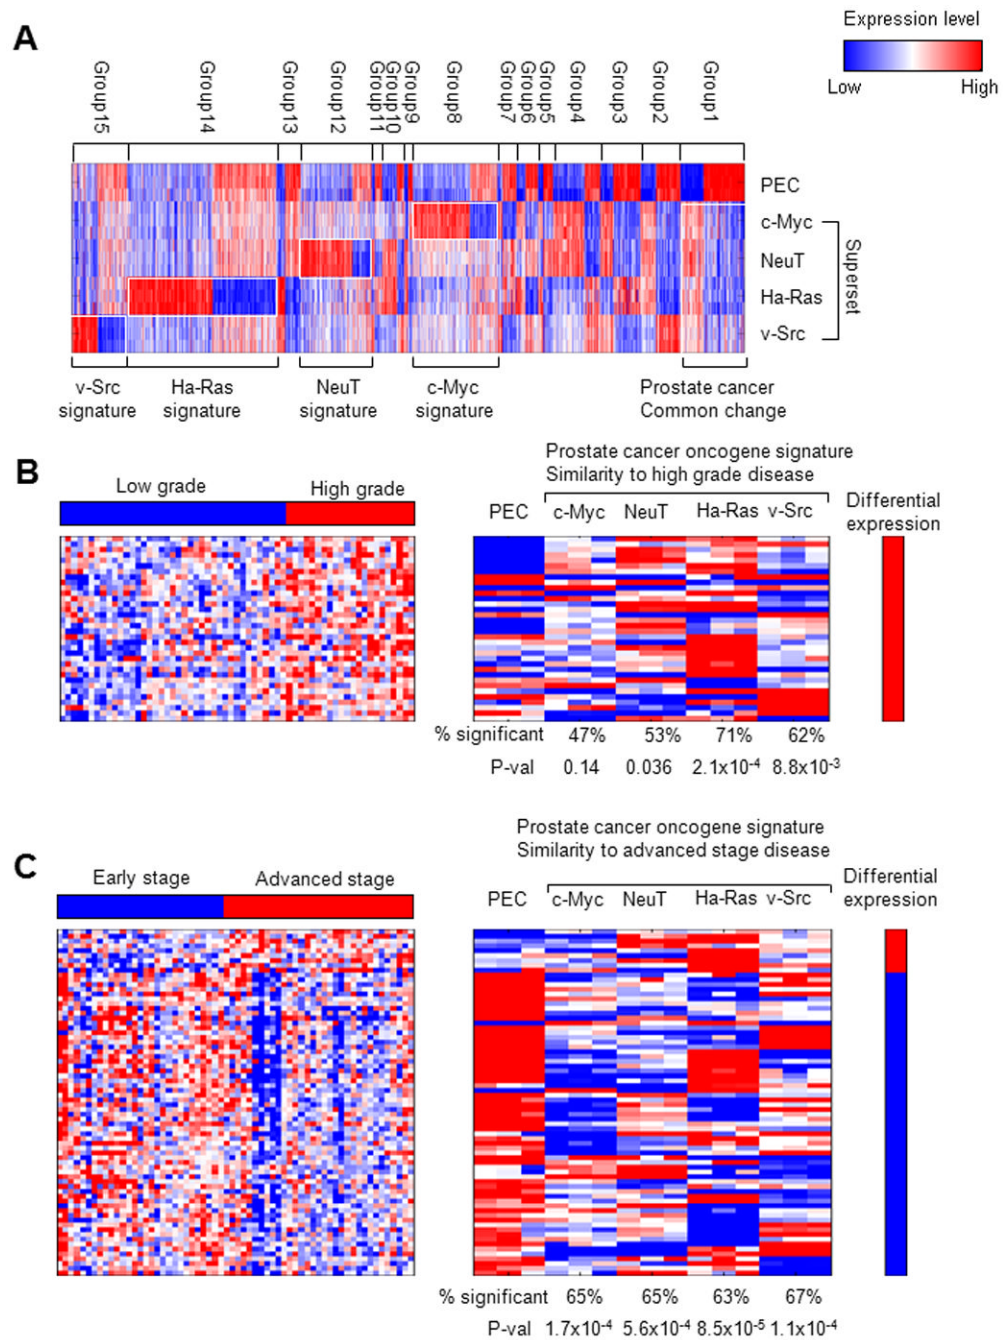 A
Expression level
Low High
Group15 Group14 Group13 Group12 Group11 Group10 Group9 Group8 Group7 Group6 Group5 Group4 Group3 Group2 Group1
PEC
c-Myc
NeuT
Ha-Ras
v-Src
Superset
v-Src signature
Ha-Ras signature
NeuT signature
c-Myc signature
Prostate cancer Common change
B
Low grade High grade
Prostate cancer oncogene signature
Similarity to high grade disease
PEC c-Myc NeuT Ha-Ras v-Src
Differential expression
% significant 47% 53% 71% 62%
P-val 0.14 0.036 2.1x10-4 8.8x10-3
C
Early stage Advanced stage
Prostate cancer oncogene signature
Similarity to advanced stage disease
PEC c-Myc NeuT Ha-Ras v-Src
Differential expression
% significant 65% 65% 63% 67%
P-val 1.7x10-4 5.6x10-4 8.5x10-5 1.1x10-4